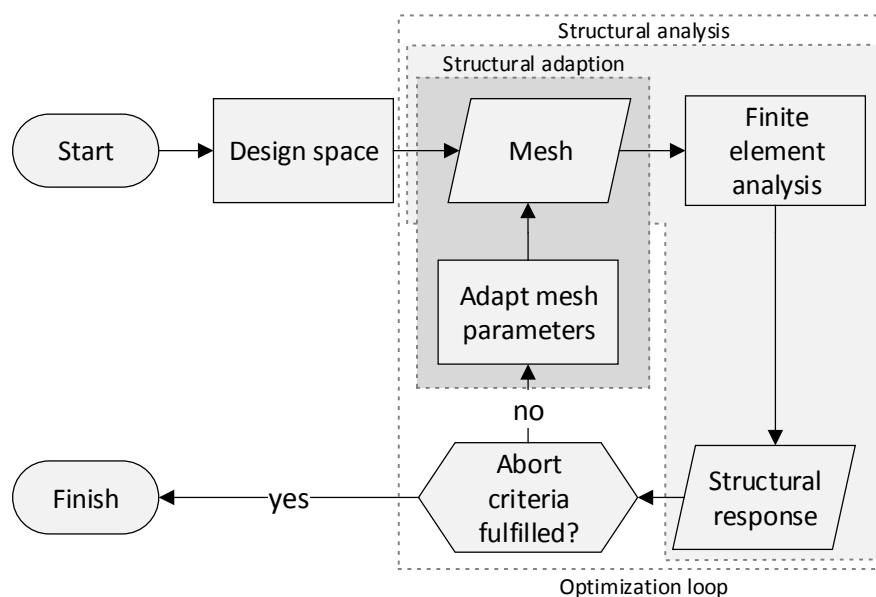 Structural analysis
Structural adaption
Start
Design space
Mesh
Finite
element
analysis
Adapt mesh
parameters
no
Finish
yes
Abort
criteria
fulfilled?
Structural
response
Optimization loop